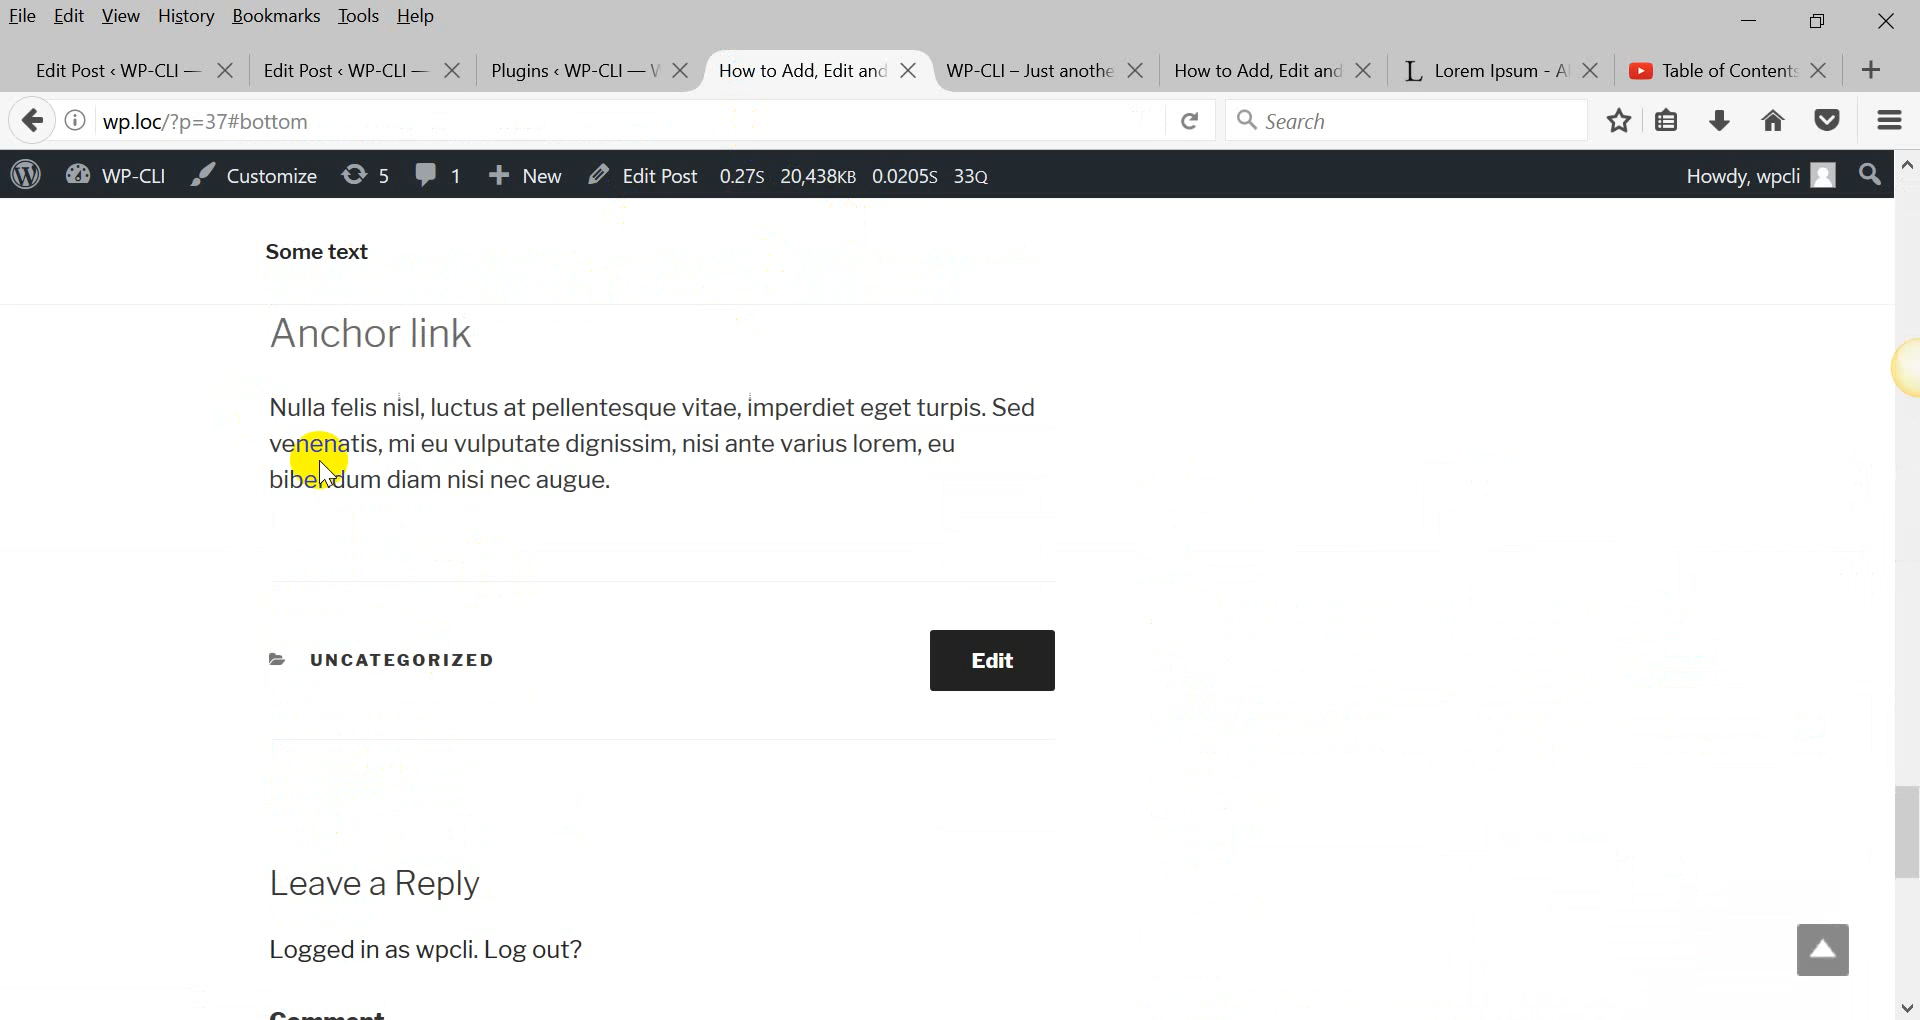 File Edit View History Bookmarks Tools Help
Edit Post ‹ WP-CLI — Edit Post ‹ WP-CLI — Plugins ‹ WP-CLI — How to Add, Edit and WP-CLI – Just anothe How to Add, Edit and Lorem Ipsum - Al Table of Contents
wp.loc/?p=37#bottom Search
WP-CLI Customize 5 1 New Edit Post 0.27s 20,438KB 0.0205s 33Q Howdy, wpcli
Some text
Anchor link
Nulla felis nisl, luctus at pellentesque vitae, imperdiet eget turpis. Sed
venenatis, mi eu vulputate dignissim, nisi ante varius lorem, eu
bibendum diam nisi nec augue.
UNCATEGORIZED Edit
Leave a Reply
Logged in as wpcli. Log out?
Comment